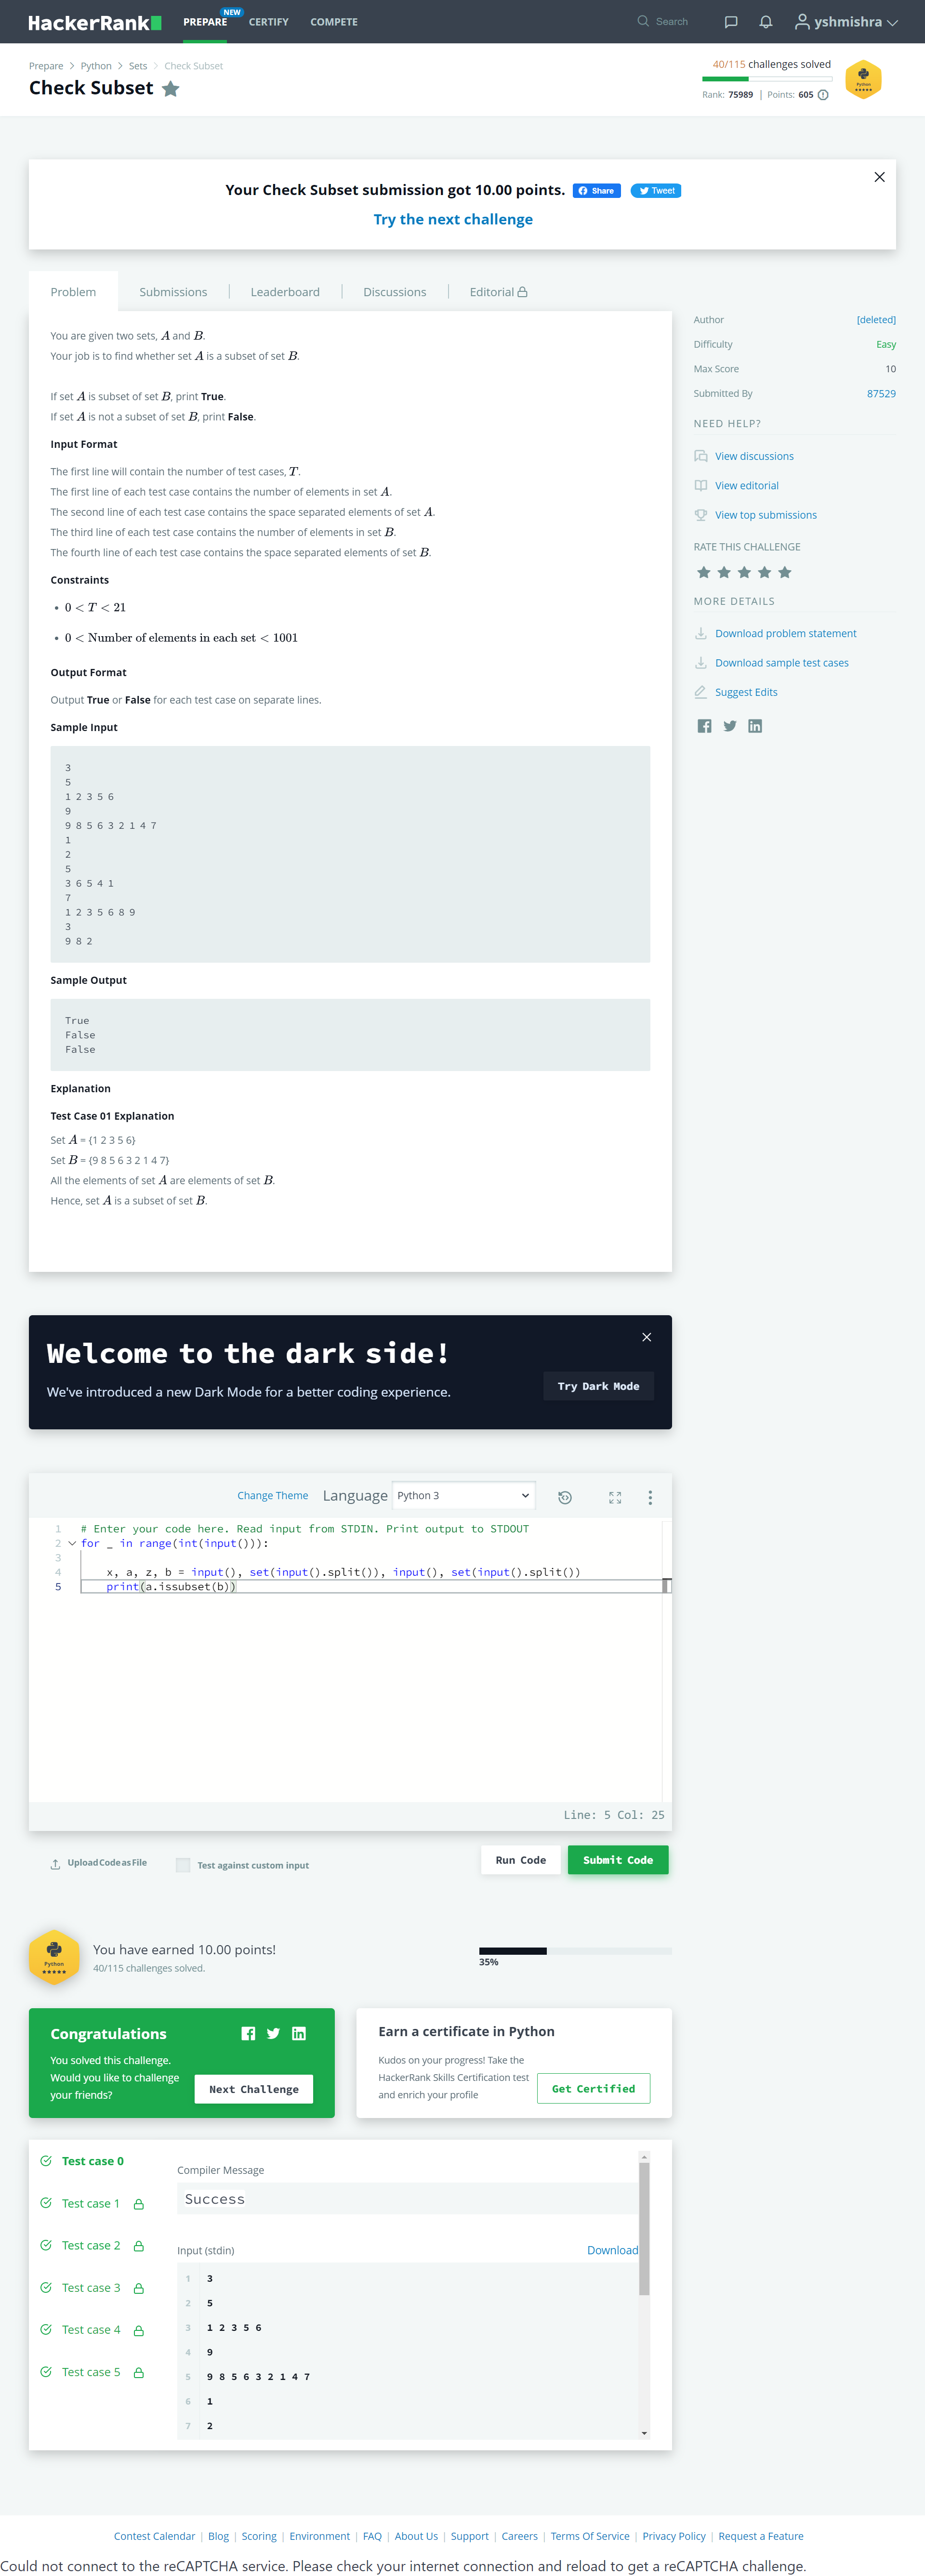 HackerRank
PREPARE NEW CERTIFY COMPETE Search yshmishra
Prepare > Python > Sets > Check Subset
Check Subset
40/115 challenges solved
Rank: 75989 | Points: 605
Python
Your Check Subset submission got 10.00 points. Share Tweet
Try the next challenge
Problem Submissions Leaderboard Discussions Editorial
You are given two sets, A and B.
Your job is to find whether set A is a subset of set B.
If set A is subset of set B, print True.
If set A is not a subset of set B, print False.
Input Format
The first line will contain the number of test cases, T.
The first line of each test case contains the number of elements in set A.
The second line of each test case contains the space separated elements of set A.
The third line of each test case contains the number of elements in set B.
The fourth line of each test case contains the space separated elements of set B.
Constraints
• 0 < T < 21
• 0 < Number of elements in each set < 1001
Output Format
Output True or False for each test case on separate lines.
Sample Input
3
5
1 2 3 5 6
9
9 8 5 6 3 2 1 4 7
1
2
5
3 6 5 4 1
7
1 2 3 5 6 8 9
3
9 8 2
Sample Output
True
False
False
Explanation
Test Case 01 Explanation
Set A = {1 2 3 5 6}
Set B = {9 8 5 6 3 2 1 4 7}
All the elements of set A are elements of set B.
Hence, set A is a subset of set B.
Author [deleted]
Difficulty Easy
Max Score 10
Submitted By 87529
NEED HELP?
View discussions
View editorial
View top submissions
RATE THIS CHALLENGE
MORE DETAILS
Download problem statement
Download sample test cases
Suggest Edits
Welcome to the dark side!
We've introduced a new Dark Mode for a better coding experience.
Try Dark Mode
Change Theme Language Python 3
1 # Enter your code here. Read input from STDIN. Print output to STDOUT
2 for _ in range(int(input())):
3
4 x, a, z, b = input(), set(input().split()), input(), set(input().split())
5 print(a.issubset(b))
Line: 5 Col: 25
Upload Code as File Test against custom input Run Code Submit Code
Python
You have earned 10.00 points!
40/115 challenges solved.
35%
Congratulations
You solved this challenge. Would you like to challenge your friends?
Next Challenge
Earn a certificate in Python
Kudos on your progress! Take the HackerRank Skills Certification test and enrich your profile
Get Certified
Test case 0
Test case 1
Test case 2
Test case 3
Test case 4
Test case 5
Compiler Message
Success
Input (stdin) Download
1 3
2 5
3 1 2 3 5 6
4 9
5 9 8 5 6 3 2 1 4 7
6 1
7 2
Contest Calendar | Blog | Scoring | Environment | FAQ | About Us | Support | Careers | Terms Of Service | Privacy Policy | Request a Feature
Could not connect to the reCAPTCHA service. Please check your internet connection and reload to get a reCAPTCHA challenge.